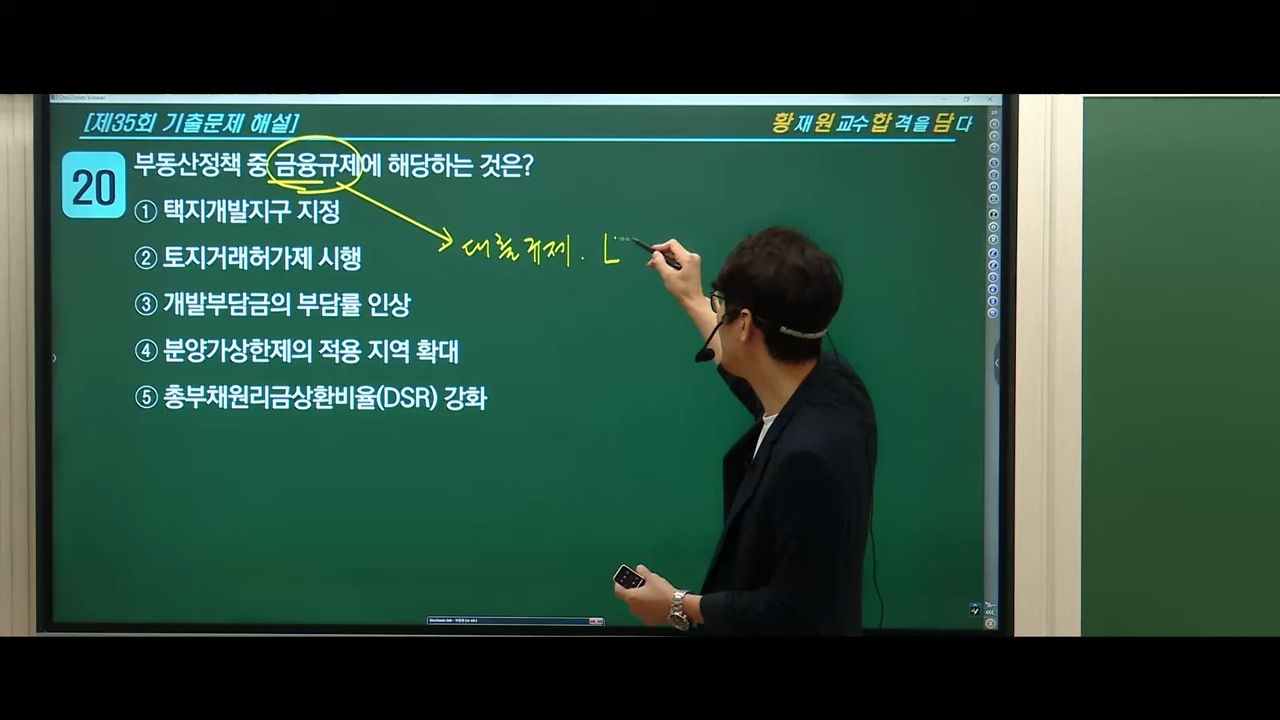 [제35회 기출문제 해설]
황재원교수합격을담다
20 부동산정책 중 금융규제에 해당하는 것은?
① 택지개발지구 지정
대출규제. L
② 토지거래허가제 시행
③ 개발부담금의 부담률 인상
④ 분양가상한제의 적용 지역 확대
⑤ 총부채원리금상환비율(DSR) 강화